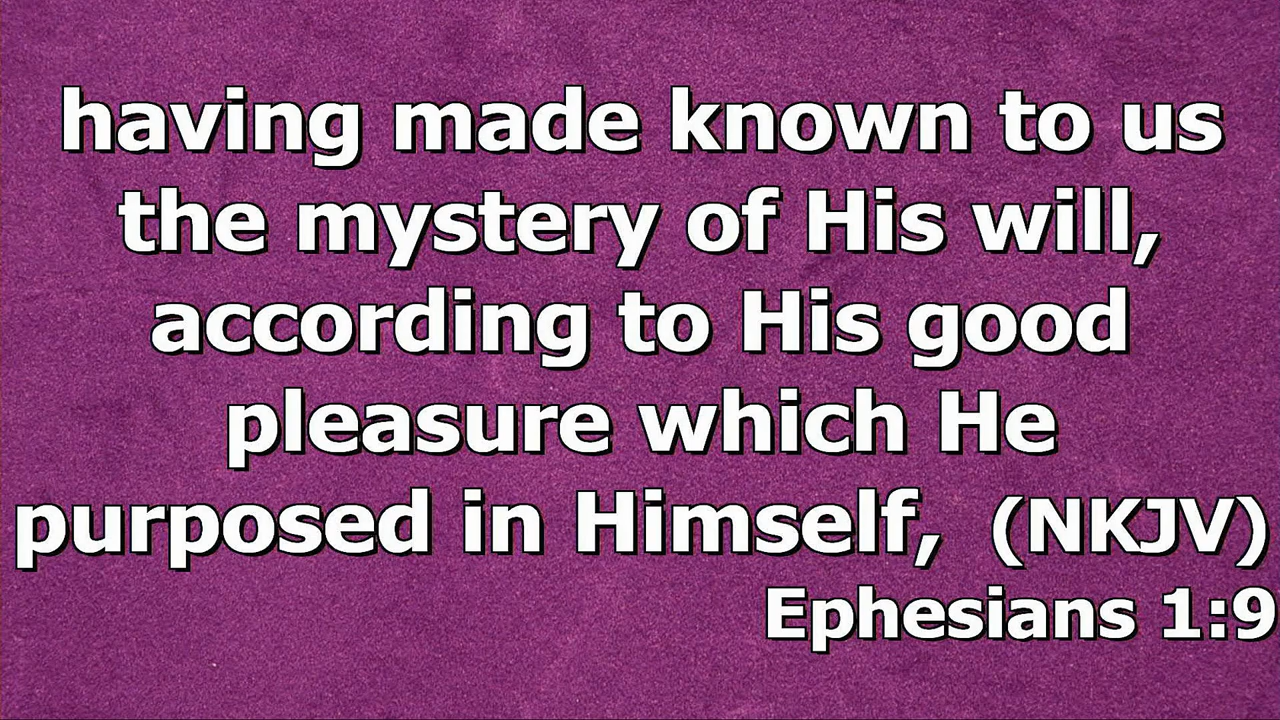 having made known to us
the mystery of His will,
according to His good
pleasure which He
purposed in Himself, (NKJV)
Ephesians 1:9